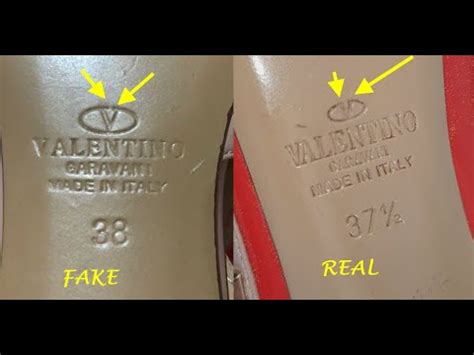 V
VALENTINO
GARAVANI
MADE IN ITALY
38
FAKE
V
VALENTINO
GARAVANI
MADE IN ITALY
37½
REAL